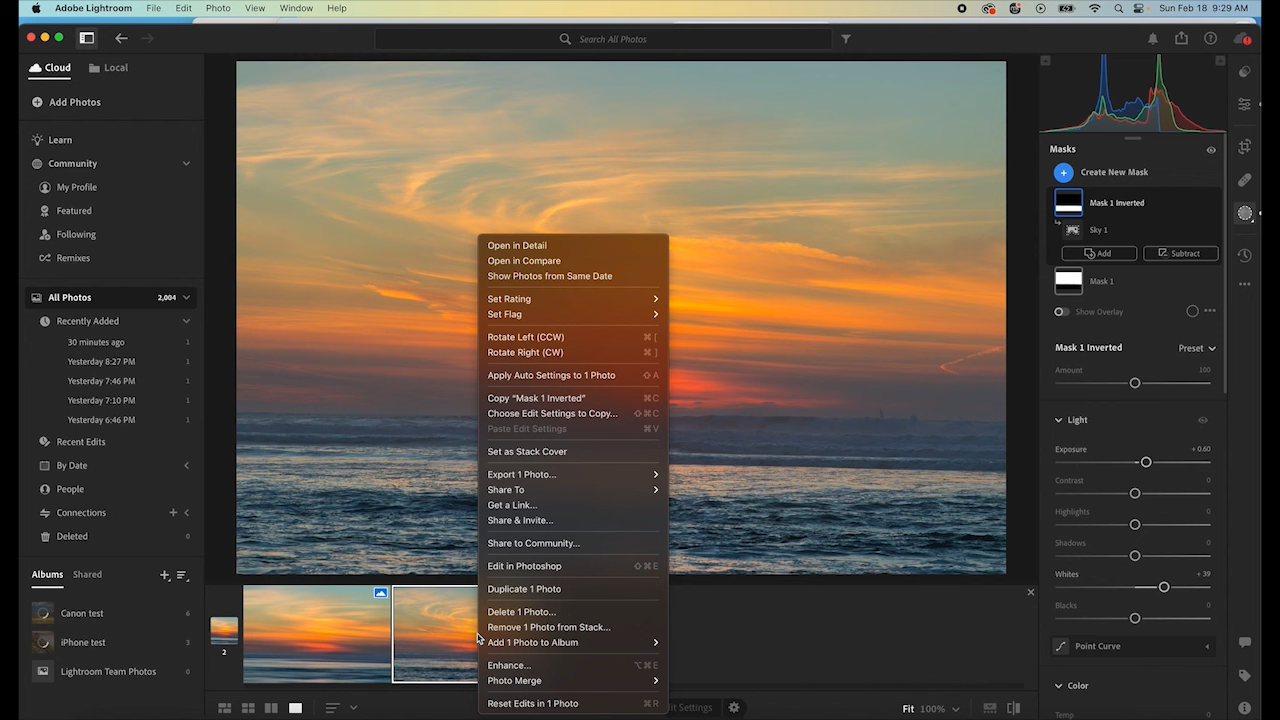 Adobe Lightroom File Edit Photo View Window Help
Sun Feb 18 9:29 AM
Search All Photos
Cloud Local
Add Photos
Learn
Community
My Profile
Featured
Following
Remixes
All Photos 2,004
Recently Added
30 minutes ago 1
Yesterday 8:27 PM 1
Yesterday 7:46 PM 1
Yesterday 7:10 PM 1
Yesterday 6:46 PM 1
Recent Edits
By Date
People
Connections
Deleted 0
Albums Shared
Canon test 6
iPhone test 3
Lightroom Team Photos 0
2
Open in Detail
Open in Compare
Show Photos from Same Date
Set Rating
Set Flag
Rotate Left (CCW) ⌘ [
Rotate Right (CW) ⌘ ]
Apply Auto Settings to 1 Photo ⇧ A
Copy “Mask 1 Inverted” ⌘C
Choose Edit Settings to Copy... ⇧⌘C
Paste Edit Settings ⌘V
Set as Stack Cover
Export 1 Photo...
Share To
Get a Link...
Share & Invite...
Share to Community...
Edit in Photoshop ⇧⌘E
Duplicate 1 Photo
Delete 1 Photo...
Remove 1 Photo from Stack...
Add 1 Photo to Album
Enhance... ⌥⌘E
Photo Merge
Reset Edits in 1 Photo ⌘R
Settings
Fit 100%
Masks
Create New Mask
Mask 1 Inverted
Sky 1
Add Subtract
Mask 1
Show Overlay
Mask 1 Inverted Preset
Amount 100
Light
Exposure + 0.60
Contrast 0
Highlights 0
Shadows 0
Whites + 39
Blacks 0
Point Curve
Color
Temp 0